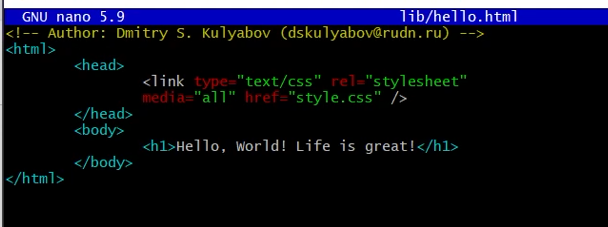 GNU nano 5.9 lib/hello.html
<!-- Author: Dmitry S. Kulyabov (dskulyabov@rudn.ru) -->
<html>
<head>
<link type="text/css" rel="stylesheet"
media="all" href="style.css" />
</head>
<body>
<h1>Hello, World! Life is great!</h1>
</body>
</html>